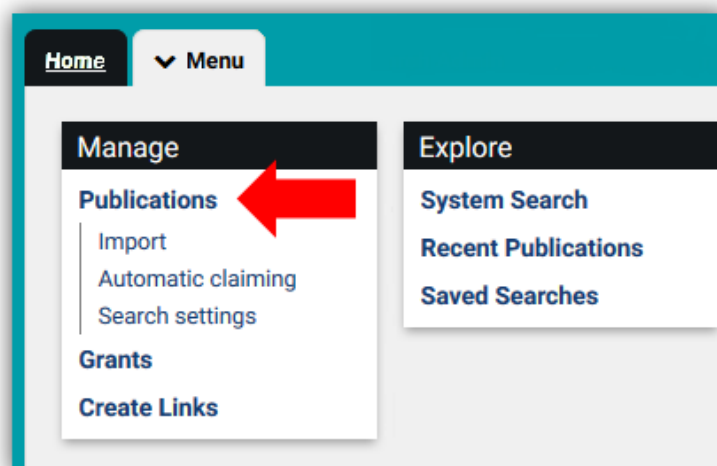 Home
Menu
Manage
Publications
Import
Automatic claiming
Search settings
Grants
Create Links
Explore
System Search
Recent Publications
Saved Searches